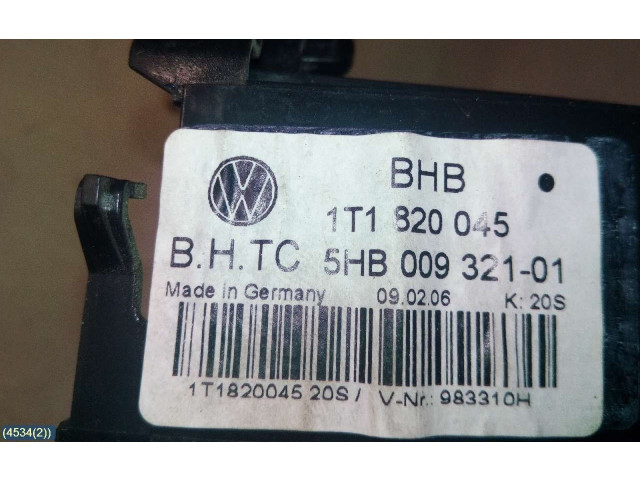 BHB
1T1 820 045
B.H.TC 5HB 009 321-01
Made in Germany 09.02.06 K: 20S
1T1820045 20S / V-Nr.: 983310H
(4534(2))